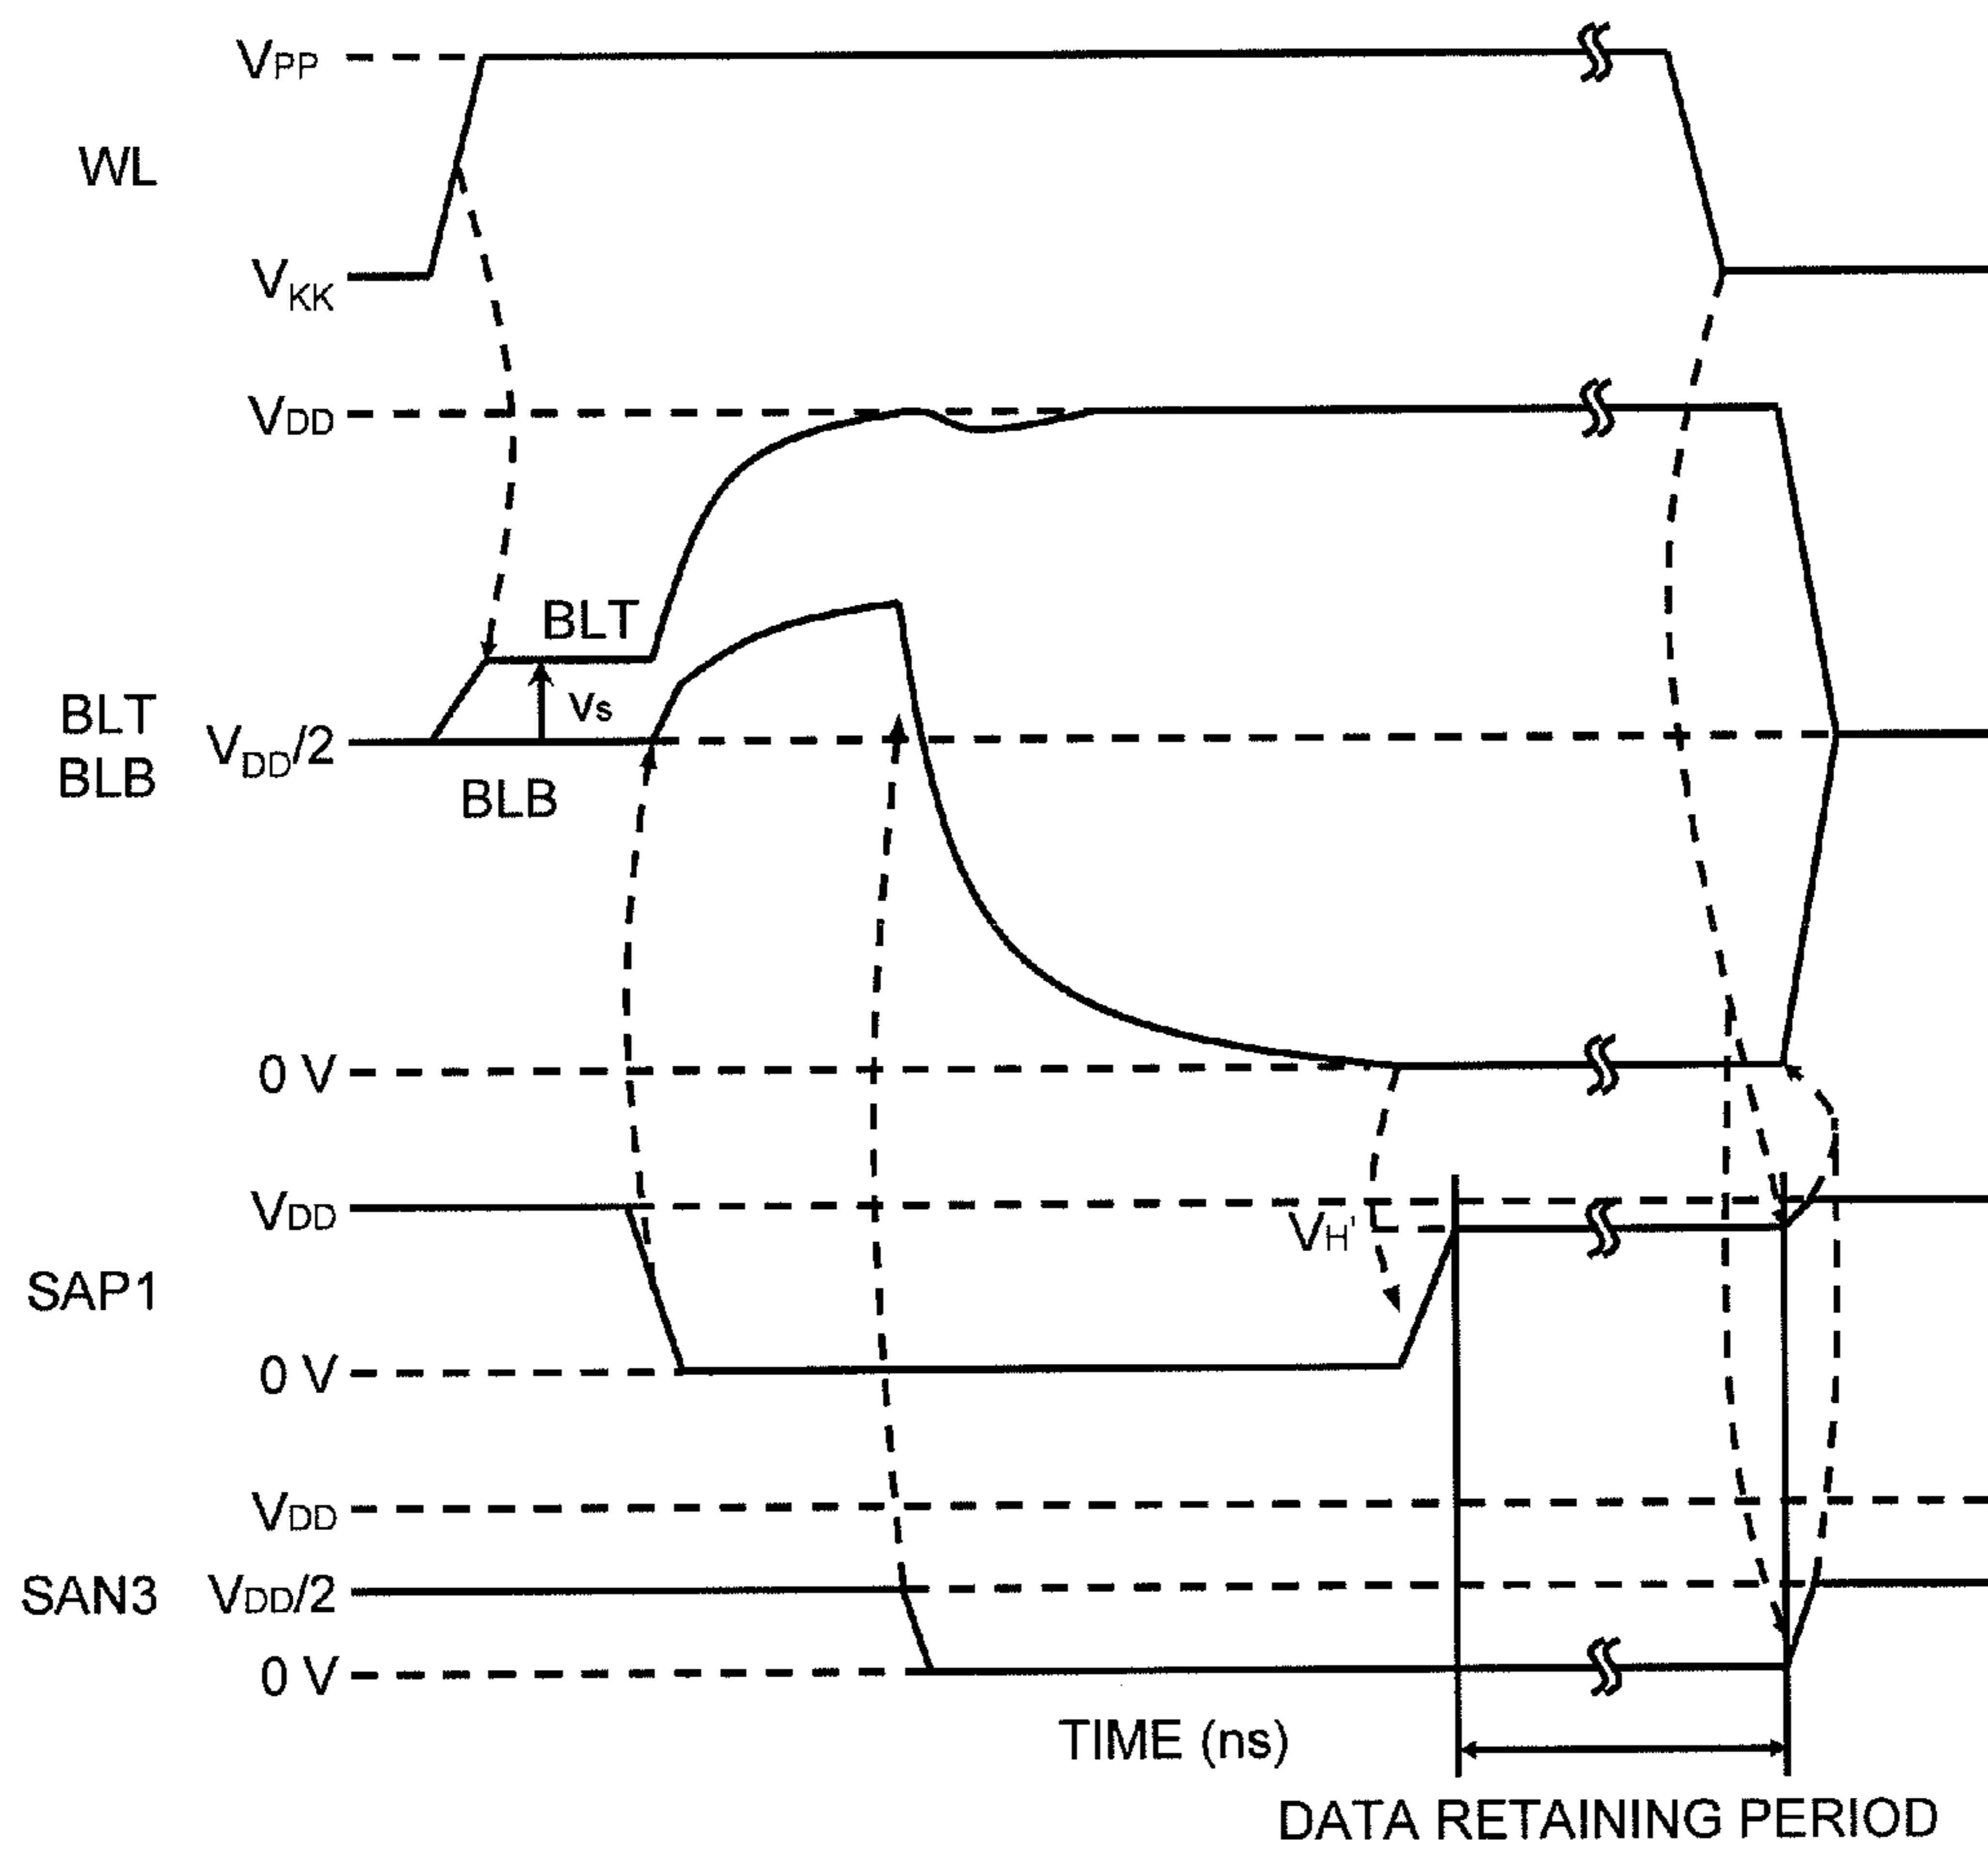 VPP
WL
VKK
VDD
BLT
vs
BLT
BLB
VDD/2
BLB
0 V
VDD
VH'
SAP1
0 V
VDD
SAN3
VDD/2
0 V
TIME (ns)
DATA RETAINING PERIOD